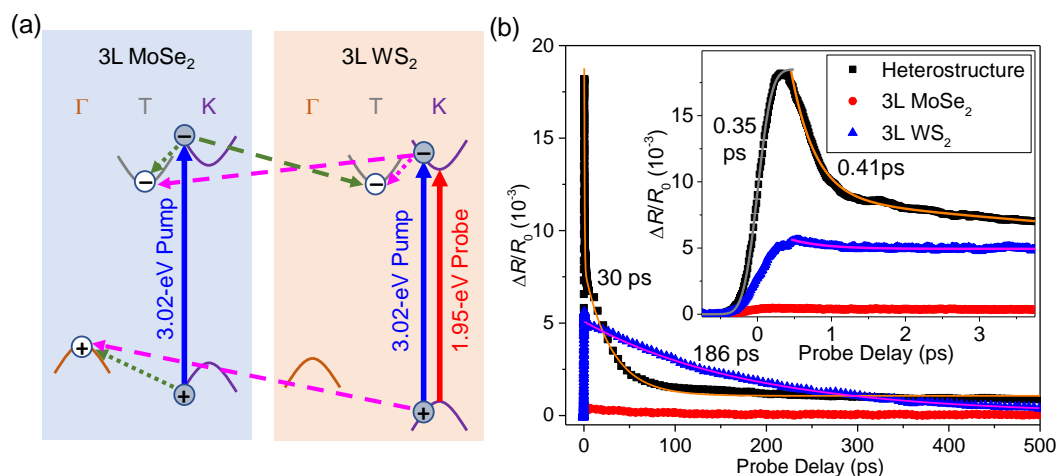 (a)
3L MoSe₂
3L WS₂
Γ T K
Γ T K
− − − −
3.02-eV Pump
3.02-eV Pump
1.95-eV Probe
+ + +
(b)
20
15
10
5
0
ΔR/R₀ (10⁻³)
30 ps
186 ps
0 100 200 300 400 500
Probe Delay (ps)
Heterostructure
3L MoSe₂
3L WS₂
15
10
5
0
ΔR/R₀ (10⁻³)
0.35
ps
0.41ps
0 1 2 3
Probe Delay (ps)